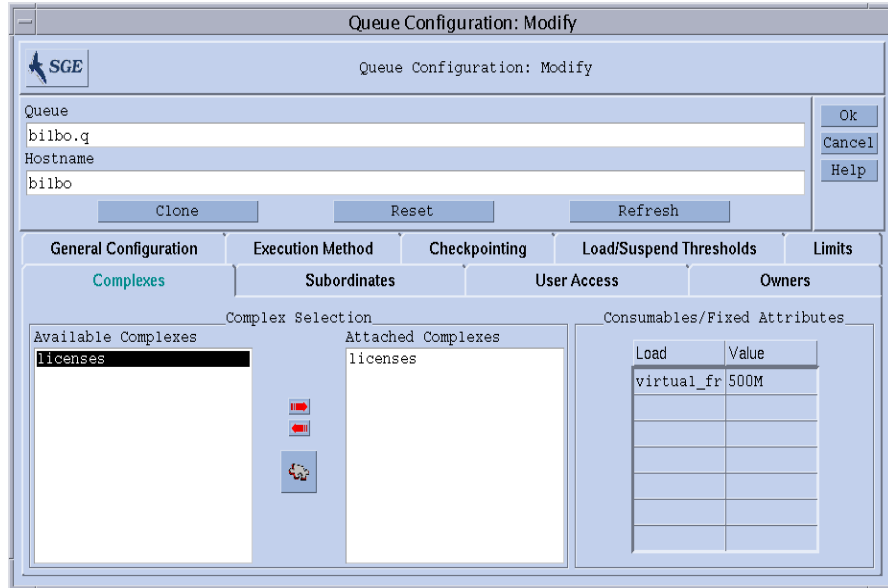 Queue Configuration: Modify
SGE
Queue Configuration: Modify
Queue
bilbo.q
Hostname
bilbo
Ok
Cancel
Help
Clone Reset Refresh
General Configuration Execution Method Checkpointing Load/Suspend Thresholds Limits
Complexes Subordinates User Access Owners
Complex Selection
Available Complexes
licenses
Attached Complexes
licenses
Consumables/Fixed Attributes
Load Value
virtual_fr 500M